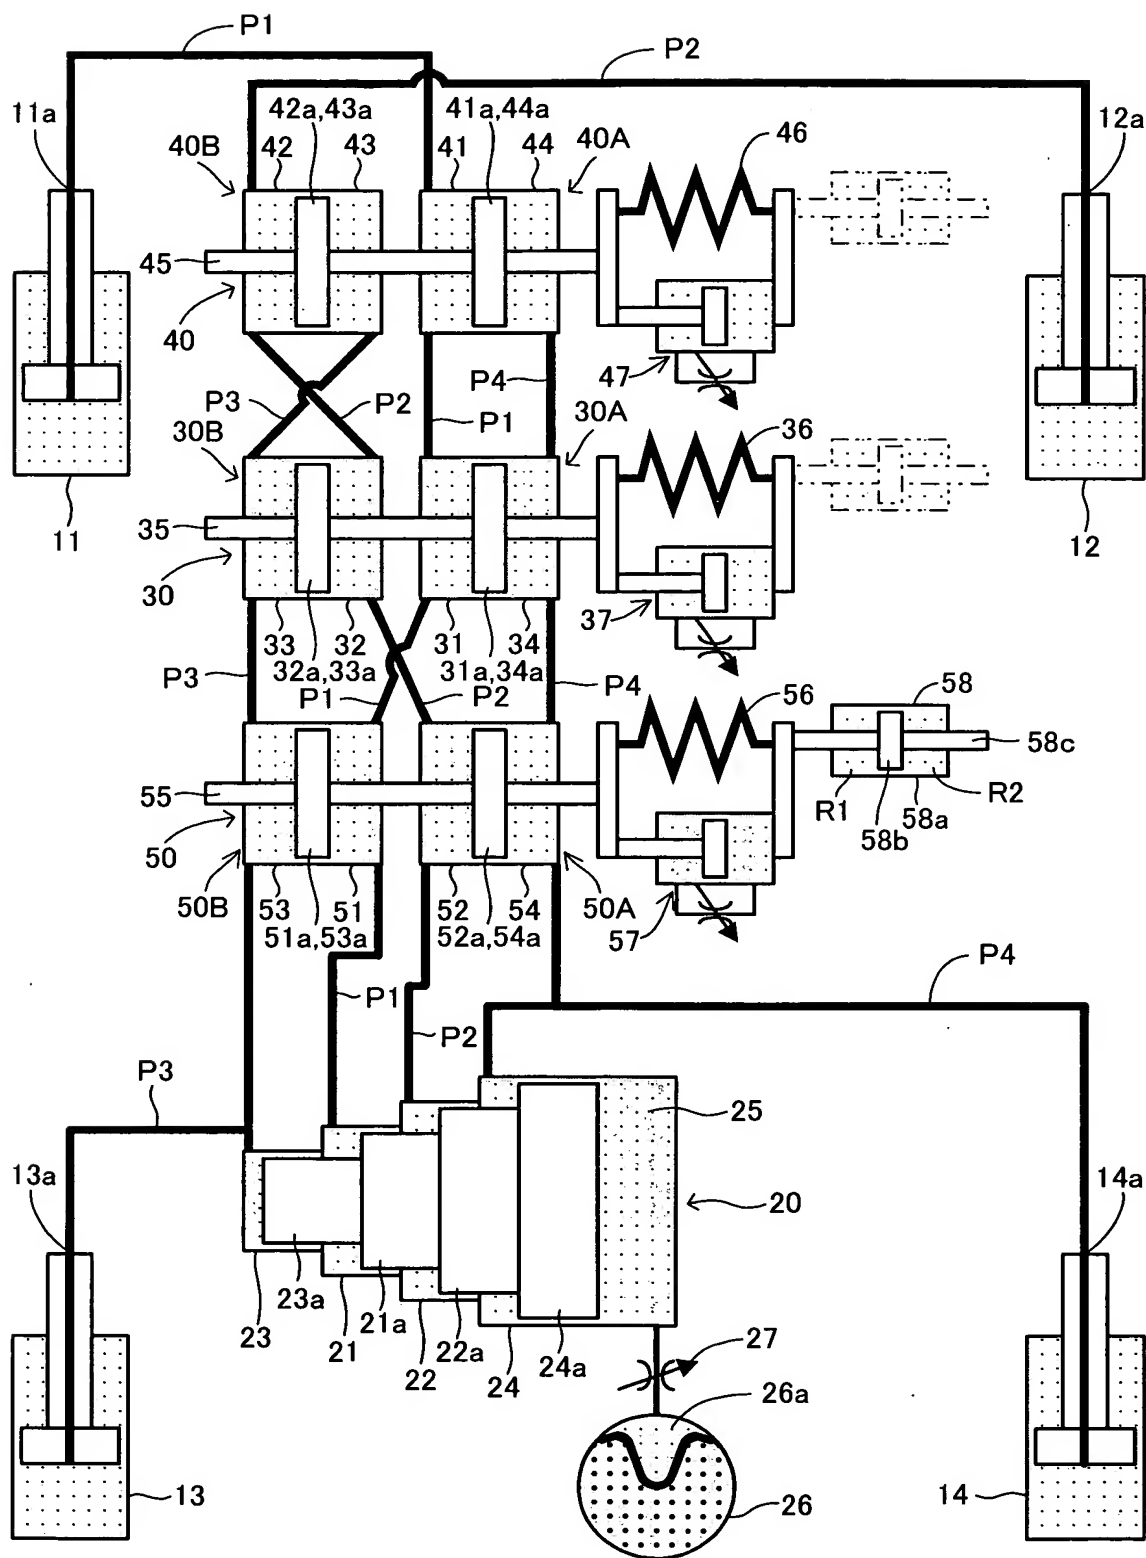 P1
P2
11a
42a,43a
41a,44a
12a
40B
42
43
41
44
40A
46
45
40
47
P3
P2
P4
P1
30B
30A
36
11
12
35
30
37
33
32
31
34
32a,33a
31a,34a
P3
P1
P2
P4
56
58
58c
55
R1
R2
58a
58b
50
50B
53
51
52
54
50A
51a,53a
52a,54a
57
P1
P4
P2
P3
25
13a
20
14a
23a
21a
23
21
22
22a
24
24a
27
26a
13
26
14